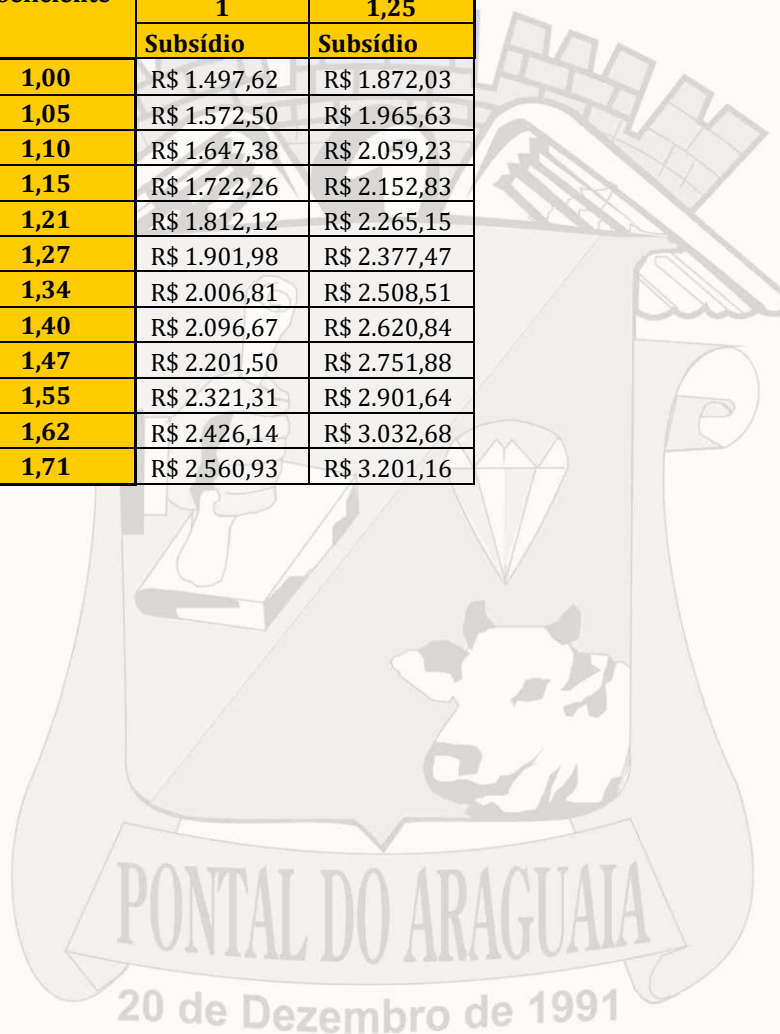 1 1,25
Subsídio Subsídio
1,00 R$ 1.497,62 R$ 1.872,03
1,05 R$ 1.572,50 R$ 1.965,63
1,10 R$ 1.647,38 R$ 2.059,23
1,15 R$ 1.722,26 R$ 2.152,83
1,21 R$ 1.812,12 R$ 2.265,15
1,27 R$ 1.901,98 R$ 2.377,47
1,34 R$ 2.006,81 R$ 2.508,51
1,40 R$ 2.096,67 R$ 2.620,84
1,47 R$ 2.201,50 R$ 2.751,88
1,55 R$ 2.321,31 R$ 2.901,64
1,62 R$ 2.426,14 R$ 3.032,68
1,71 R$ 2.560,93 R$ 3.201,16
PONTAL DO ARAGUAIA
20 de Dezembro de 1991